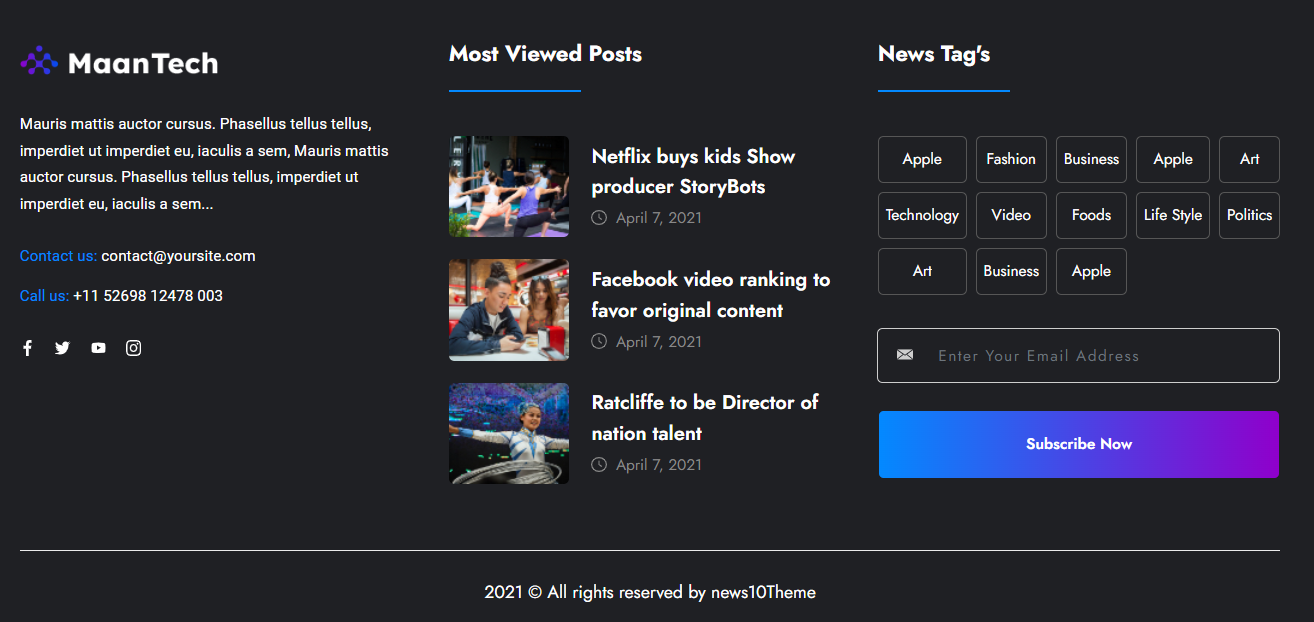 MaanTech
Mauris mattis auctor cursus. Phasellus tellus tellus,
imperdiet ut imperdiet eu, iaculis a sem, Mauris mattis
auctor cursus. Phasellus tellus tellus, imperdiet ut
imperdiet eu, iaculis a sem...
Contact us: contact@yoursite.com
Call us: +11 52698 12478 003
Most Viewed Posts
Netflix buys kids Show
producer StoryBots
April 7, 2021
Facebook video ranking to
favor original content
April 7, 2021
Ratcliffe to be Director of
nation talent
April 7, 2021
News Tag's
Apple Fashion Business Apple Art
Technology Video Foods Life Style Politics
Art Business Apple
Enter Your Email Address
Subscribe Now
2021 © All rights reserved by news10Theme